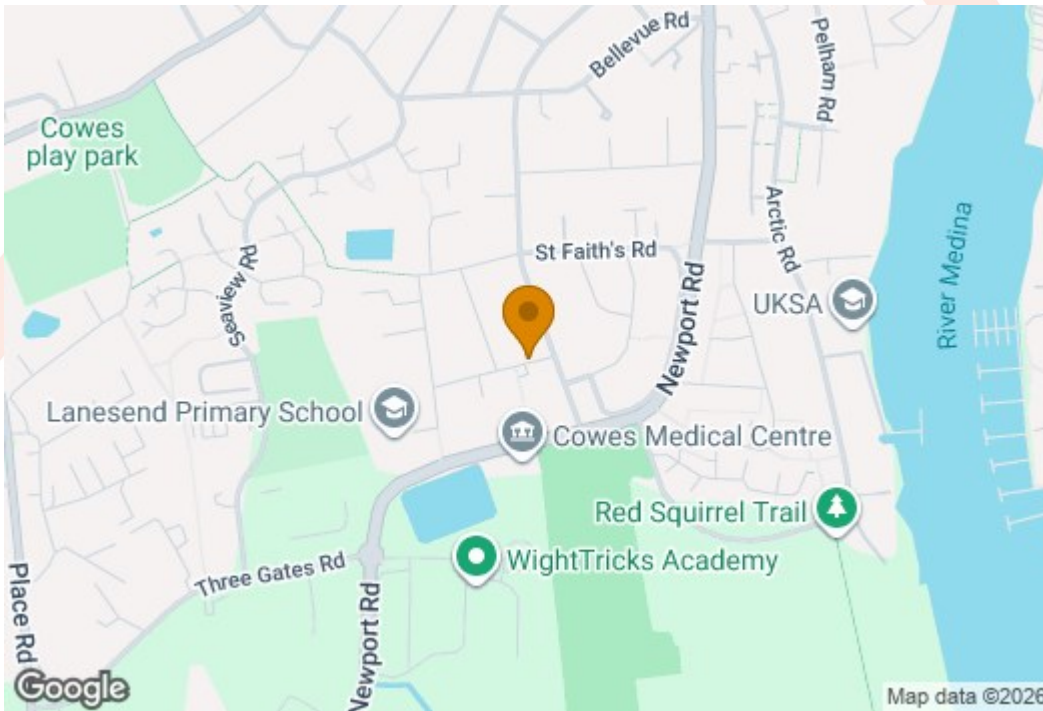 Bellevue Rd
Pelham Rd
Cowes
play park
Arctic Rd
River Medina
St Faith's Rd
Seaview Rd
Newport Rd
UKSA
Lanesend Primary School
Cowes Medical Centre
Red Squirrel Trail
WightTricks Academy
Three Gates Rd
Place Rd
Newport Rd
Google
Map data ©2026